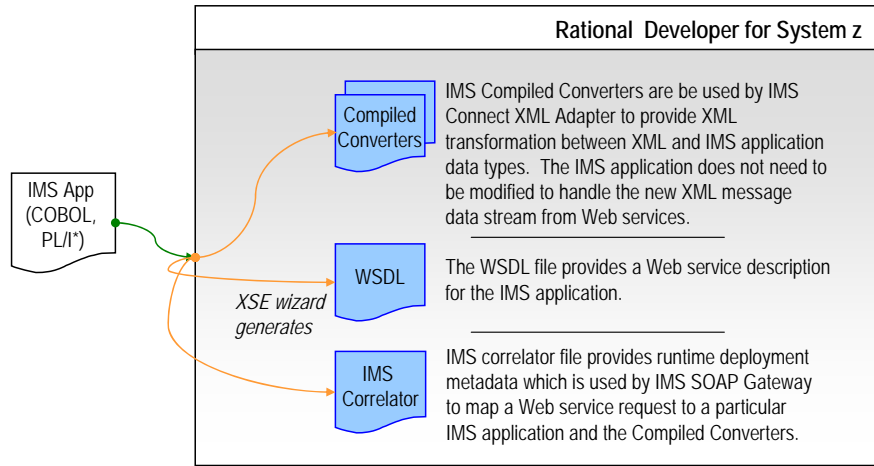 Rational Developer for System z
IMS App
(COBOL,
PL/I*)
Compiled
Converters
IMS Compiled Converters are be used by IMS
Connect XML Adapter to provide XML
transformation between XML and IMS application
data types. The IMS application does not need to
be modified to handle the new XML message
data stream from Web services.
XSE wizard
generates
WSDL
The WSDL file provides a Web service description
for the IMS application.
IMS
Correlator
IMS correlator file provides runtime deployment
metadata which is used by IMS SOAP Gateway
to map a Web service request to a particular
IMS application and the Compiled Converters.